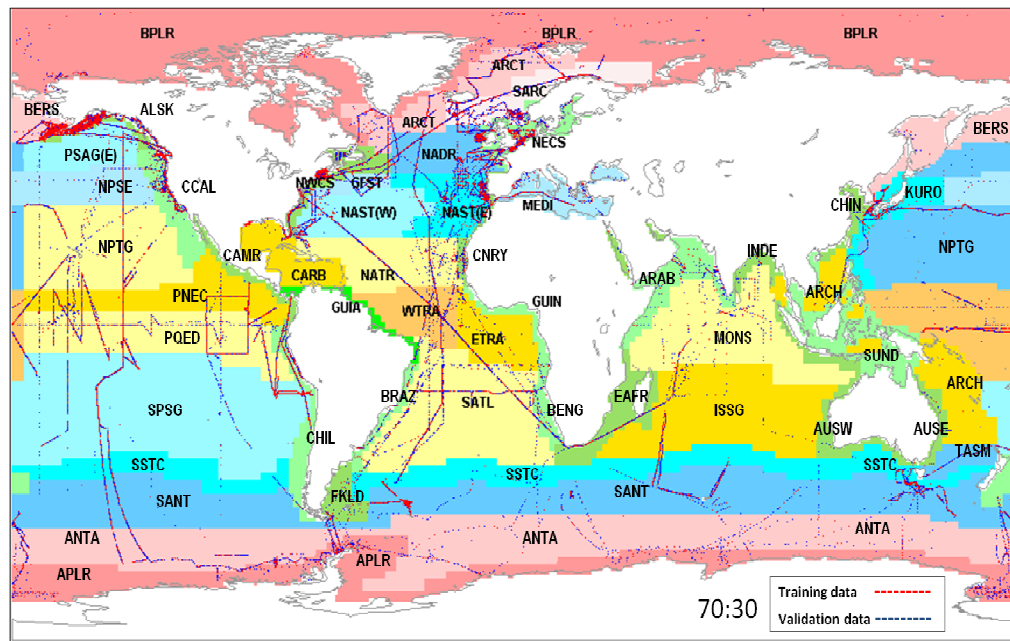 BPLR BPLR BPLR
ARCT
SARC
BERS ALSK ARCT BERS
PSAG(E) NADR NECS
NPSE CCAL NWCS GFST KURO
MEDI CHIN
NAST(W) NAST(E)
NPTG CAMR CNRY INDE NPTG
CARB NATR ARAB
PNEC GUIA WTRA GUIN ARCH
PQED ETRA MONS SUND
SPSG BRAZ SATL BENG EAFR ISSG ARCH
CHIL AUSW AUSE
SSTC SSTC SSTC TASM
SANT FKLD SANT
ANTA ANTA ANTA
APLR APLR
70:30
Training data
Validation data